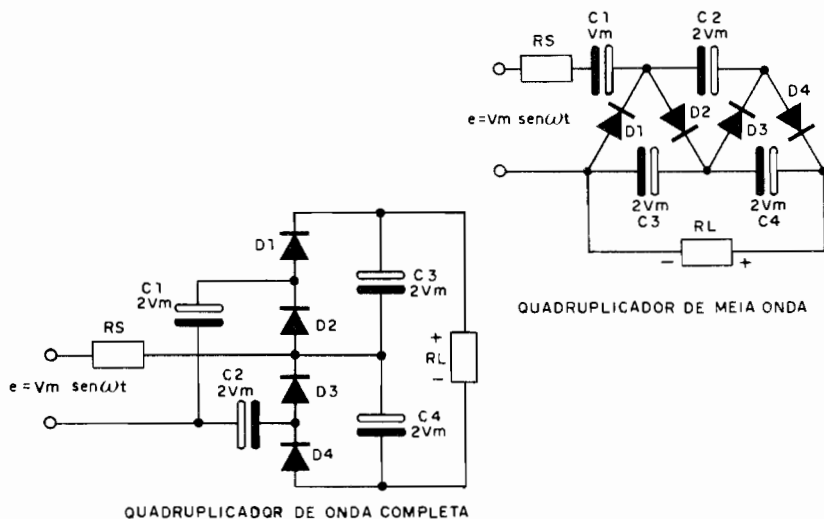 C1
Vm
C2
2Vm
RS
D4
e=Vm senωt
D1
D2
D3
2Vm
C3
2Vm
C4
RL
- +
QUADRUPLICADOR DE MEIA ONDA
D1
C1
2Vm
C3
2Vm
D2
RS
+
RL
-
e = Vm senωt
C2
2Vm
D3
C4
2Vm
D4
QUADRUPLICADOR DE ONDA COMPLETA